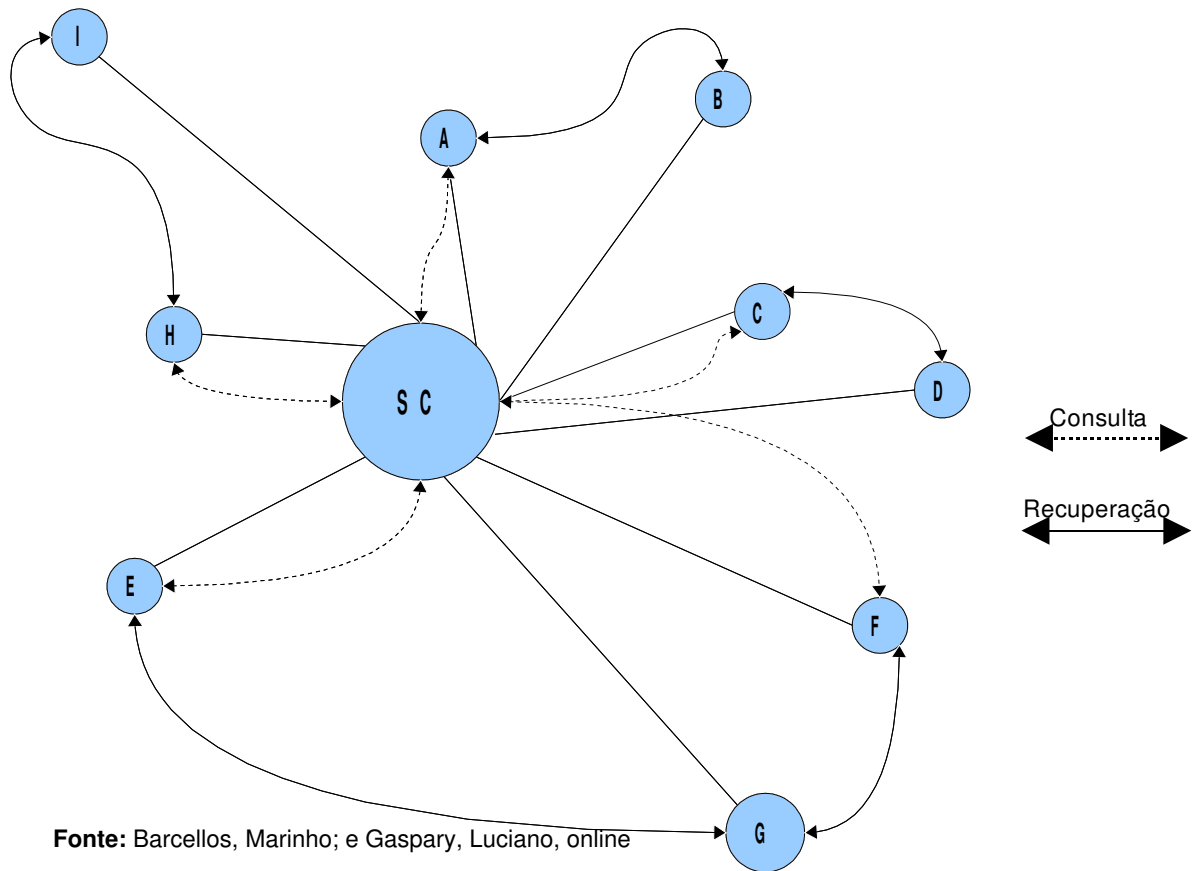 I
B
A
C
H
S C
D
Consulta
Recuperação
E
F
G
Fonte: Barcellos, Marinho; e Gaspary, Luciano, online